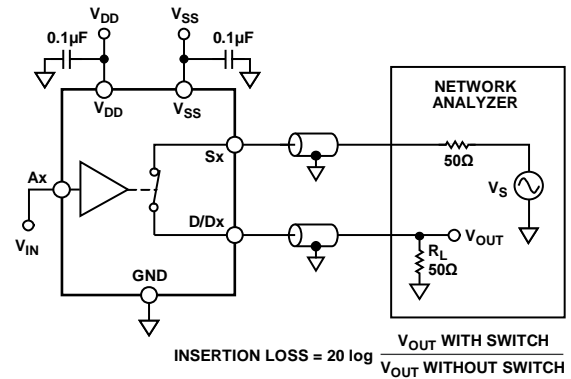 VDD
VSS
0.1µF
0.1µF
VDD
VSS
NETWORK
ANALYZER
Sx
50Ω
VS
Ax
D/Dx
VOUT
VIN
RL
50Ω
GND
INSERTION LOSS = 20 log VOUT WITH SWITCH
VOUT WITHOUT SWITCH